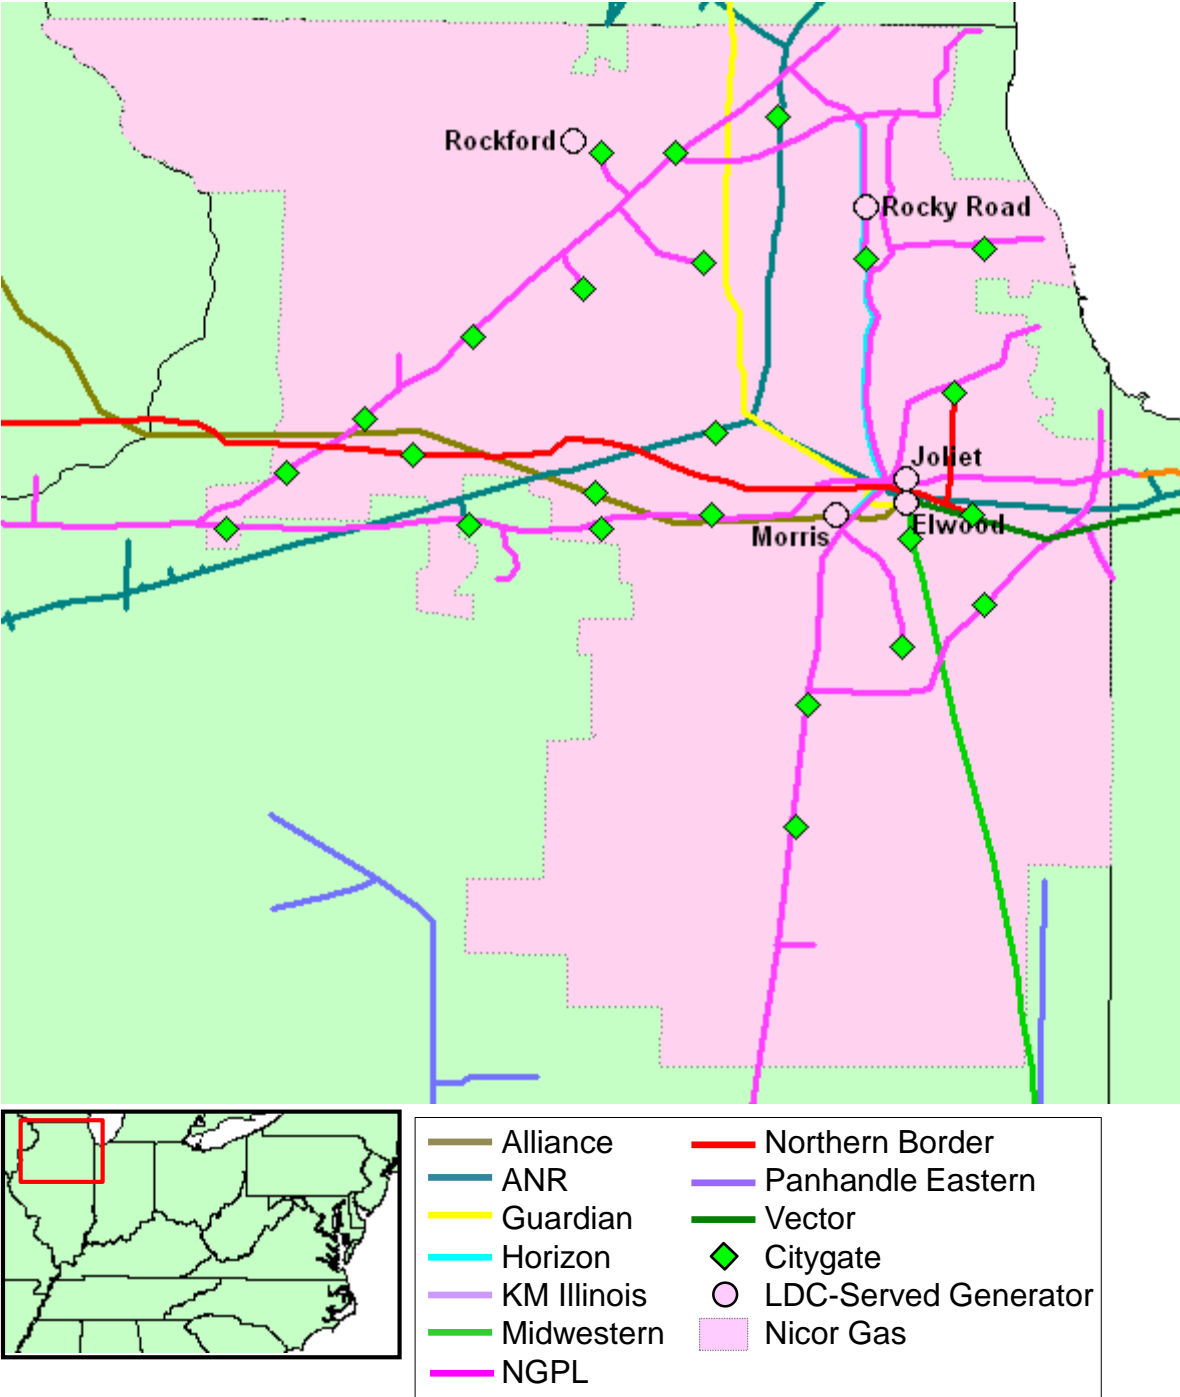 Rockford
Rocky Road
Joliet
Elwood
Morris
Alliance
ANR
Guardian
Horizon
KM Illinois
Midwestern
NGPL
Northern Border
Panhandle Eastern
Vector
Citygate
LDC-Served Generator
Nicor Gas